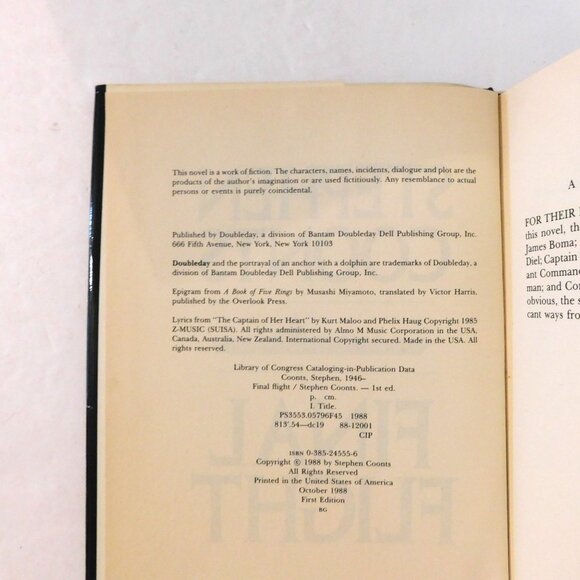 This novel is a work of fiction. The characters, names, incidents, dialogue and plot are the
products of the author's imagination or are used fictitiously. Any resemblance to actual
persons or events is purely coincidental.
Published by Doubleday, a division of Bantam Doubleday Dell Publishing Group, Inc.
666 Fifth Avenue, New York, New York 10103
Doubleday and the portrayal of an anchor with a dolphin are trademarks of Doubleday, a
division of Bantam Doubleday Dell Publishing Group, Inc.
Epigram from A Book of Five Rings by Musashi Miyamoto, translated by Victor Harris,
published by the Overlook Press.
Lyrics from "The Captain of Her Heart" by Kurt Maloo and Phelix Haug Copyright 1985
Z-MUSIC (SUISA). All rights administered by Almo M Music Corporation in the USA,
Canada, Australia, New Zealand. International Copyright secured. Made in the USA. All
rights reserved.
Library of Congress Cataloging-in-Publication Data
Coonts, Stephen, 1946–
Final flight / Stephen Coonts. — 1st ed.
p. cm.
I. Title.
PS3553.05796F45 1988
813'.54—dc19 88-12001
CIP
ISBN 0-385-24555-6
Copyright © 1988 by Stephen Coonts
All Rights Reserved
Printed in the United States of America
October 1988
First Edition
BG
A
FOR THEIR
this novel, th
James Boma;
Diel; Captain
ant Command
man; and Co
obvious, the s
cant ways fro
FINAL
FLIGHT